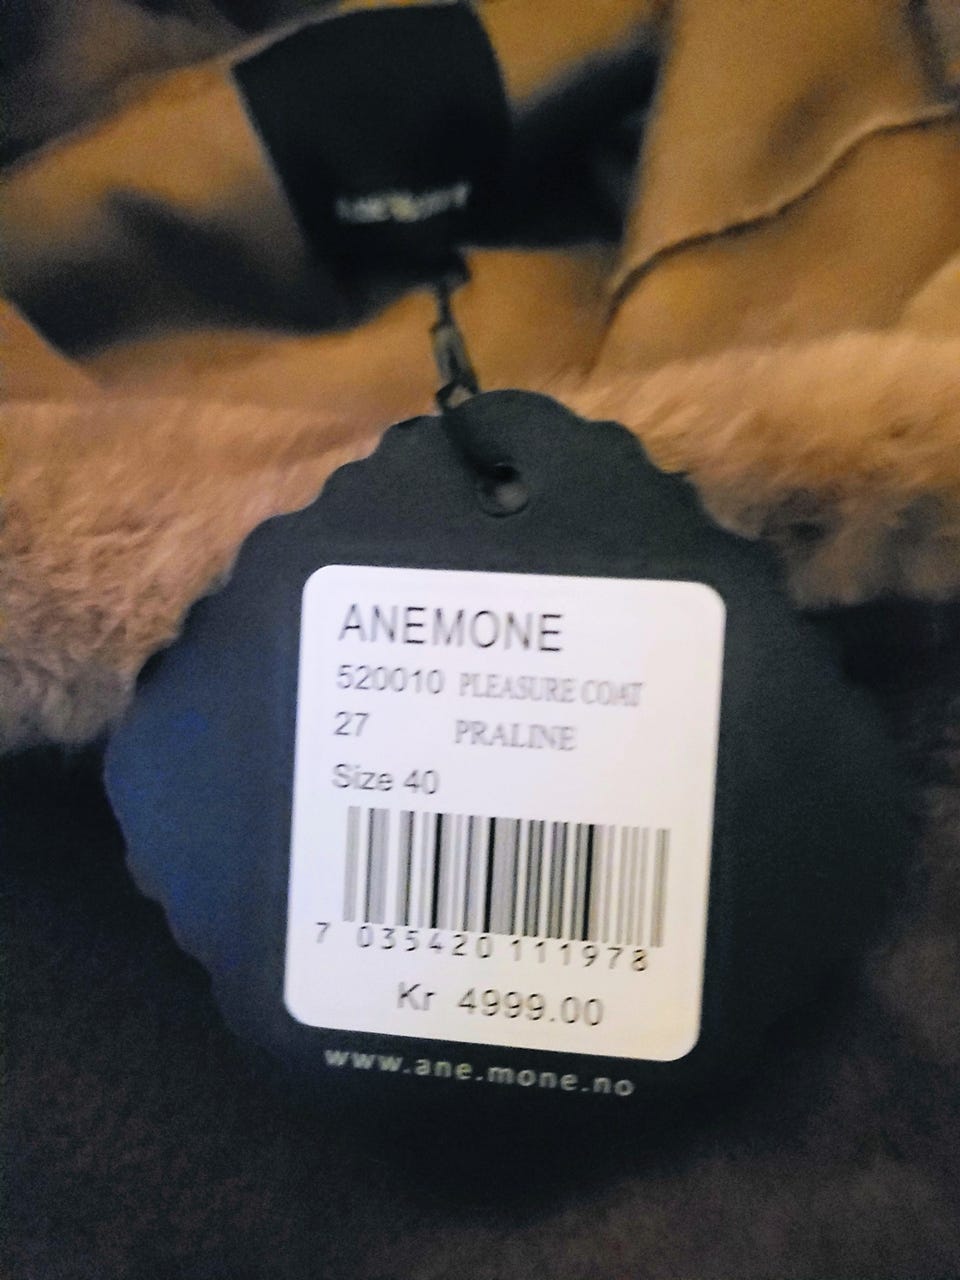 ANEMONE
520010 PLEASURE COAT
27 PRALINE
Size 40
7 035420 111978
Kr 4999.00
www.ane.mone.no